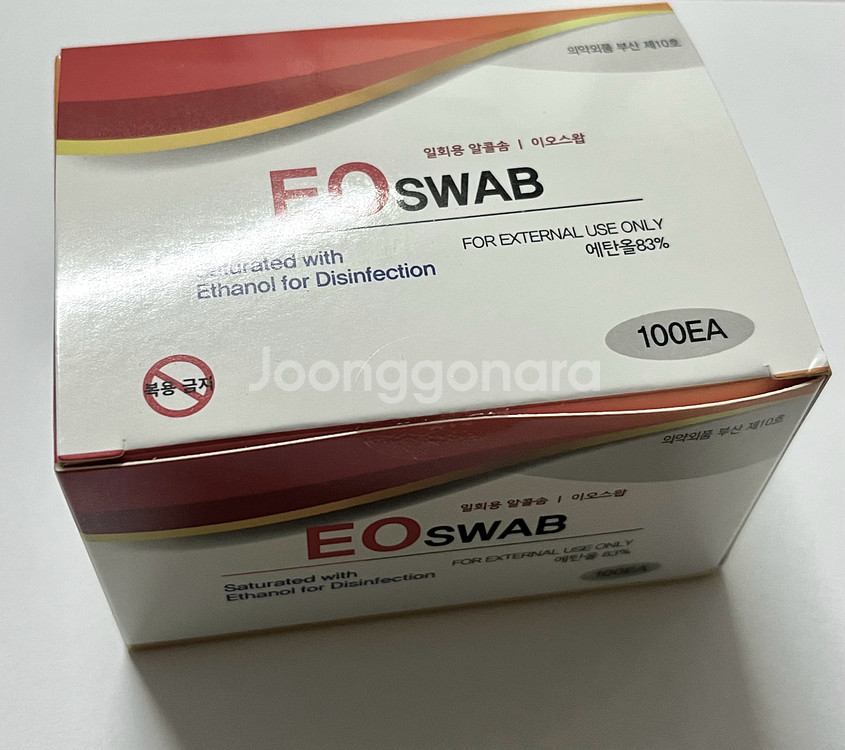 의약외품 부산 제10호
일회용 알콜솜 | 이오스왑
EO SWAB
FOR EXTERNAL USE ONLY
에탄올83%
Saturated with
Ethanol for Disinfection
100EA
복용 금지
Joonggonara
의약외품 부산 제10호
일회용 알콜솜 | 이오스왑
EO SWAB
FOR EXTERNAL USE ONLY
에탄올 83%
Saturated with
Ethanol for Disinfection
100EA